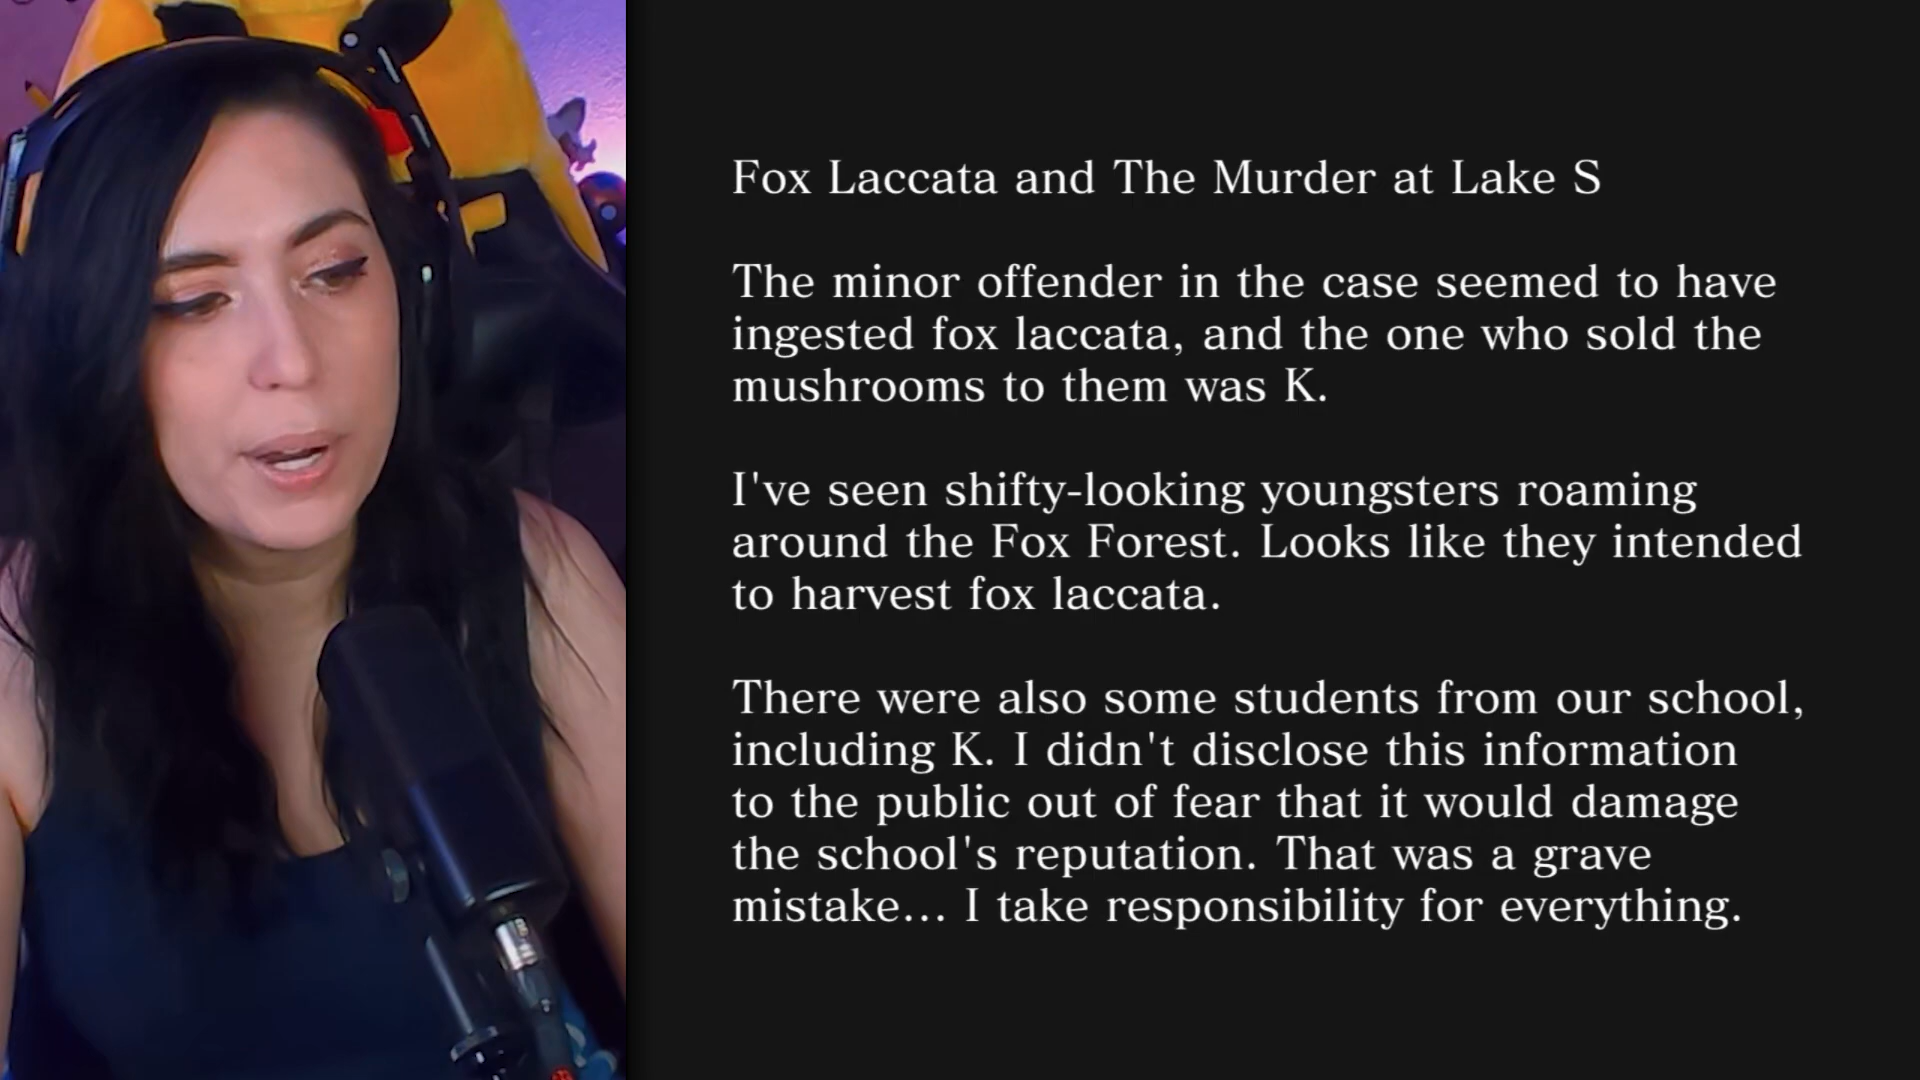 Fox Laccata and The Murder at Lake S
The minor offender in the case seemed to have
ingested fox laccata, and the one who sold the
mushrooms to them was K.
I've seen shifty-looking youngsters roaming
around the Fox Forest. Looks like they intended
to harvest fox laccata.
There were also some students from our school,
including K. I didn't disclose this information
to the public out of fear that it would damage
the school's reputation. That was a grave
mistake... I take responsibility for everything.